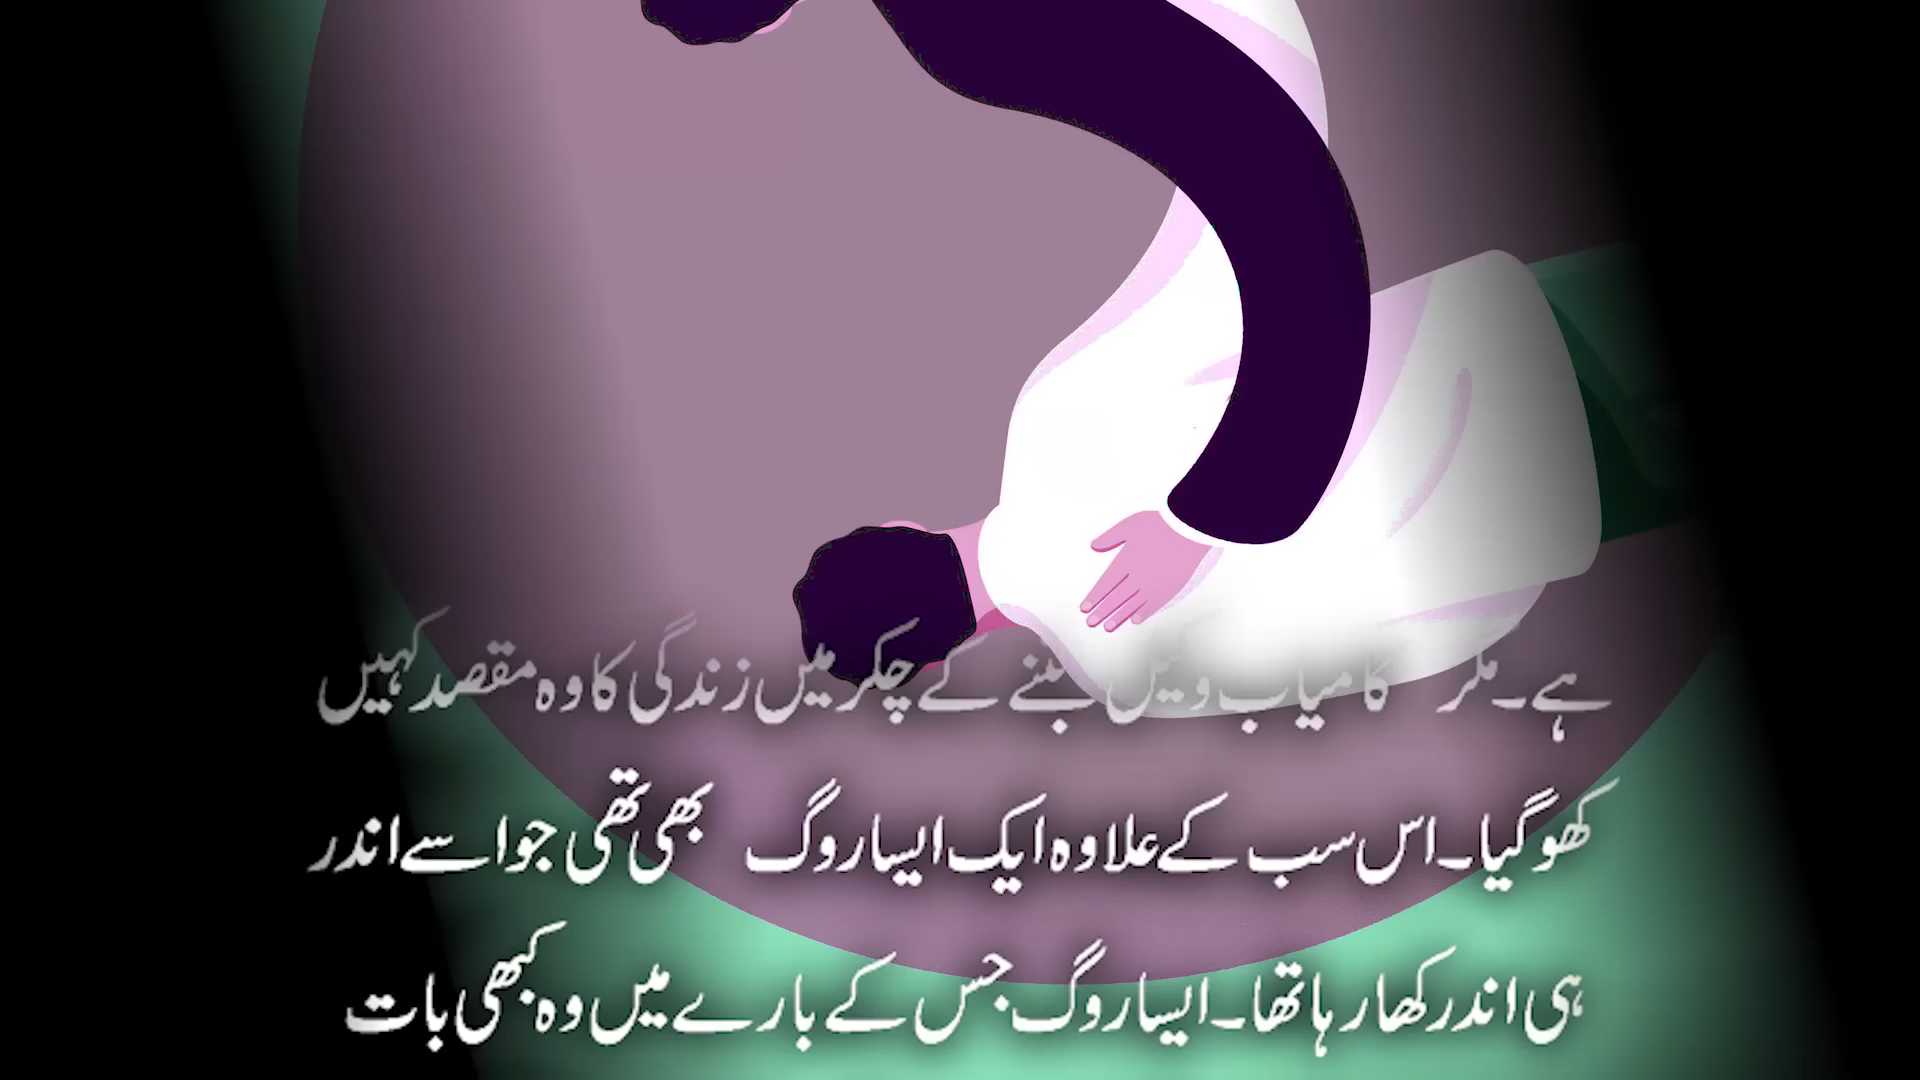 ہے۔ مگر کامیاب وکیل بننے کے چکر میں زندگی کا وہ مقصد کہیں
کھو گیا۔ اس سب کے علاوہ ایک ایسا روگ بھی تھی جو اسے اندر
ہی اندر کھا رہا تھا۔ ایسا روگ جس کے بارے میں وہ کبھی بات